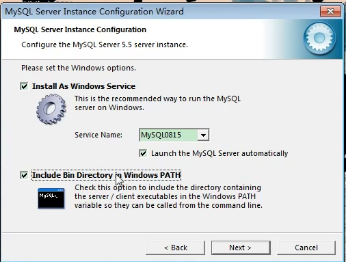 MySQL Server Instance Configuration Wizard
MySQL Server Instance Configuration
Configure the MySQL Server 5.5 server instance.
Please set the Windows options.
Install As Windows Service
This is the recommended way to run the MySQL
server on Windows.
Service Name: MySQL0815
Launch the MySQL Server automatically
Include Bin Directory in Windows PATH
Check this option to include the directory containing
the server / client executables in the Windows PATH
variable so they can be called from the command line.
< Back Next > Cancel